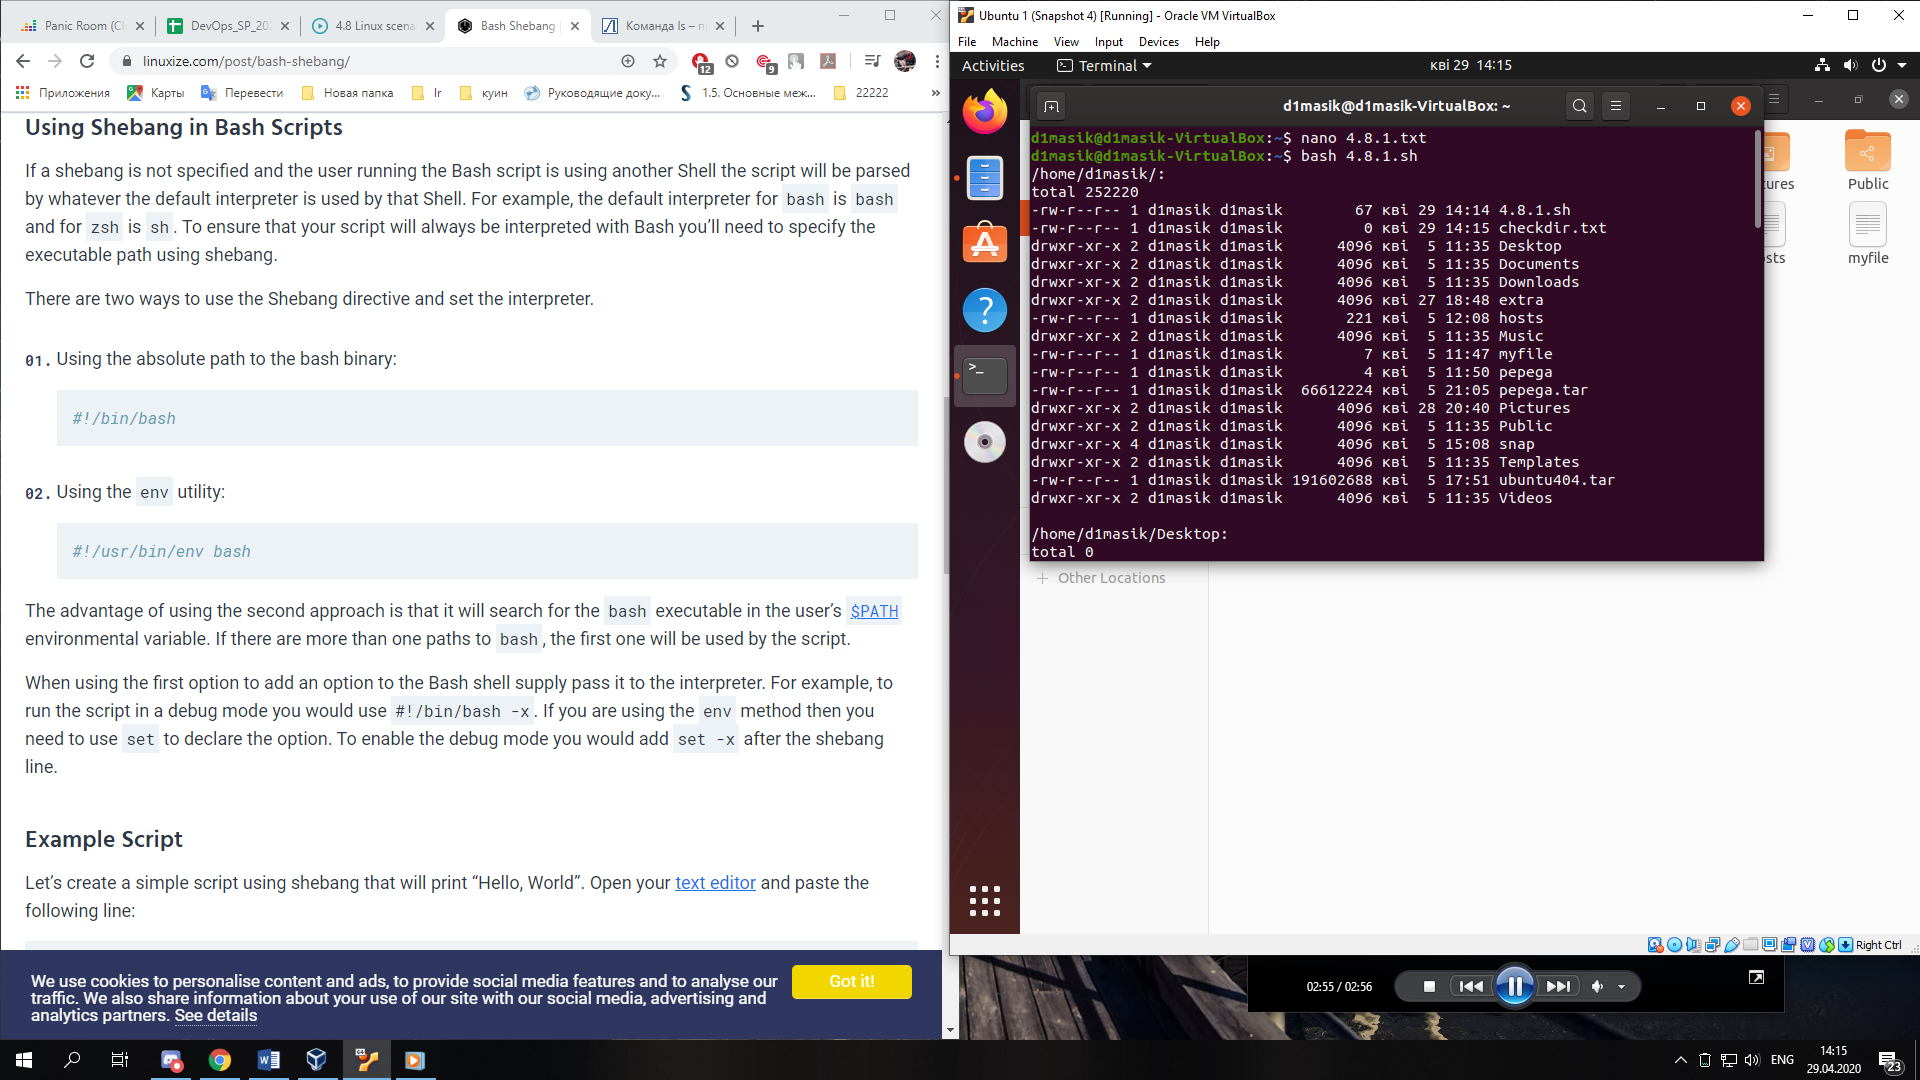 Panic Room (Cl
DevOps_SP_20
4.8 Linux scena
Bash Shebang |
Команда ls – п
linuxize.com/post/bash-shebang/
12
9
Приложения
Карты
Перевести
Новая папка
lr
куин
Руководящие доку...
1.5. Основные меж...
22222
»
Using Shebang in Bash Scripts
If a shebang is not specified and the user running the Bash script is using another Shell the script will be parsed
by whatever the default interpreter is used by that Shell. For example, the default interpreter for bash is bash
and for zsh is sh. To ensure that your script will always be interpreted with Bash you’ll need to specify the
executable path using shebang.
There are two ways to use the Shebang directive and set the interpreter.
01. Using the absolute path to the bash binary:
#!/bin/bash
02. Using the env utility:
#!/usr/bin/env bash
The advantage of using the second approach is that it will search for the bash executable in the user’s $PATH
environmental variable. If there are more than one paths to bash, the first one will be used by the script.
When using the first option to add an option to the Bash shell supply pass it to the interpreter. For example, to
run the script in a debug mode you would use #!/bin/bash -x. If you are using the env method then you
need to use set to declare the option. To enable the debug mode you would add set -x after the shebang
line.
Example Script
Let’s create a simple script using shebang that will print “Hello, World”. Open your text editor and paste the
following line:
We use cookies to personalise content and ads, to provide social media features and to analyse our
traffic. We also share information about your use of our site with our social media, advertising and
analytics partners. See details
Got it!
Ubuntu 1 (Snapshot 4) [Running] - Oracle VM VirtualBox
File Machine View Input Devices Help
Activities
Terminal
кві 29 14:15
d1masik@d1masik-VirtualBox: ~
d1masik@d1masik-VirtualBox:~$ nano 4.8.1.txt
d1masik@d1masik-VirtualBox:~$ bash 4.8.1.sh
/home/d1masik/:
total 252220
-rw-r--r-- 1 d1masik d1masik        67 кві 29 14:14 4.8.1.sh
-rw-r--r-- 1 d1masik d1masik         0 кві 29 14:15 checkdir.txt
drwxr-xr-x 2 d1masik d1masik      4096 кві  5 11:35 Desktop
drwxr-xr-x 2 d1masik d1masik      4096 кві  5 11:35 Documents
drwxr-xr-x 2 d1masik d1masik      4096 кві  5 11:35 Downloads
drwxr-xr-x 2 d1masik d1masik      4096 кві 27 18:48 extra
-rw-r--r-- 1 d1masik d1masik       221 кві  5 12:08 hosts
drwxr-xr-x 2 d1masik d1masik      4096 кві  5 11:35 Music
-rw-r--r-- 1 d1masik d1masik         7 кві  5 11:47 myfile
-rw-r--r-- 1 d1masik d1masik         4 кві  5 11:50 pepega
-rw-r--r-- 1 d1masik d1masik  66612224 кві  5 21:05 pepega.tar
drwxr-xr-x 2 d1masik d1masik      4096 кві 28 20:40 Pictures
drwxr-xr-x 2 d1masik d1masik      4096 кві  5 11:35 Public
drwxr-xr-x 4 d1masik d1masik      4096 кві  5 15:08 snap
drwxr-xr-x 2 d1masik d1masik      4096 кві  5 11:35 Templates
-rw-r--r-- 1 d1masik d1masik 191602688 кві  5 17:51 ubuntu404.tar
drwxr-xr-x 2 d1masik d1masik      4096 кві  5 11:35 Videos
/home/d1masik/Desktop:
total 0
ures
Public
sts
myfile
+ Other Locations
Right Ctrl
02:55 / 02:56
ENG
14:15
29.04.2020
23